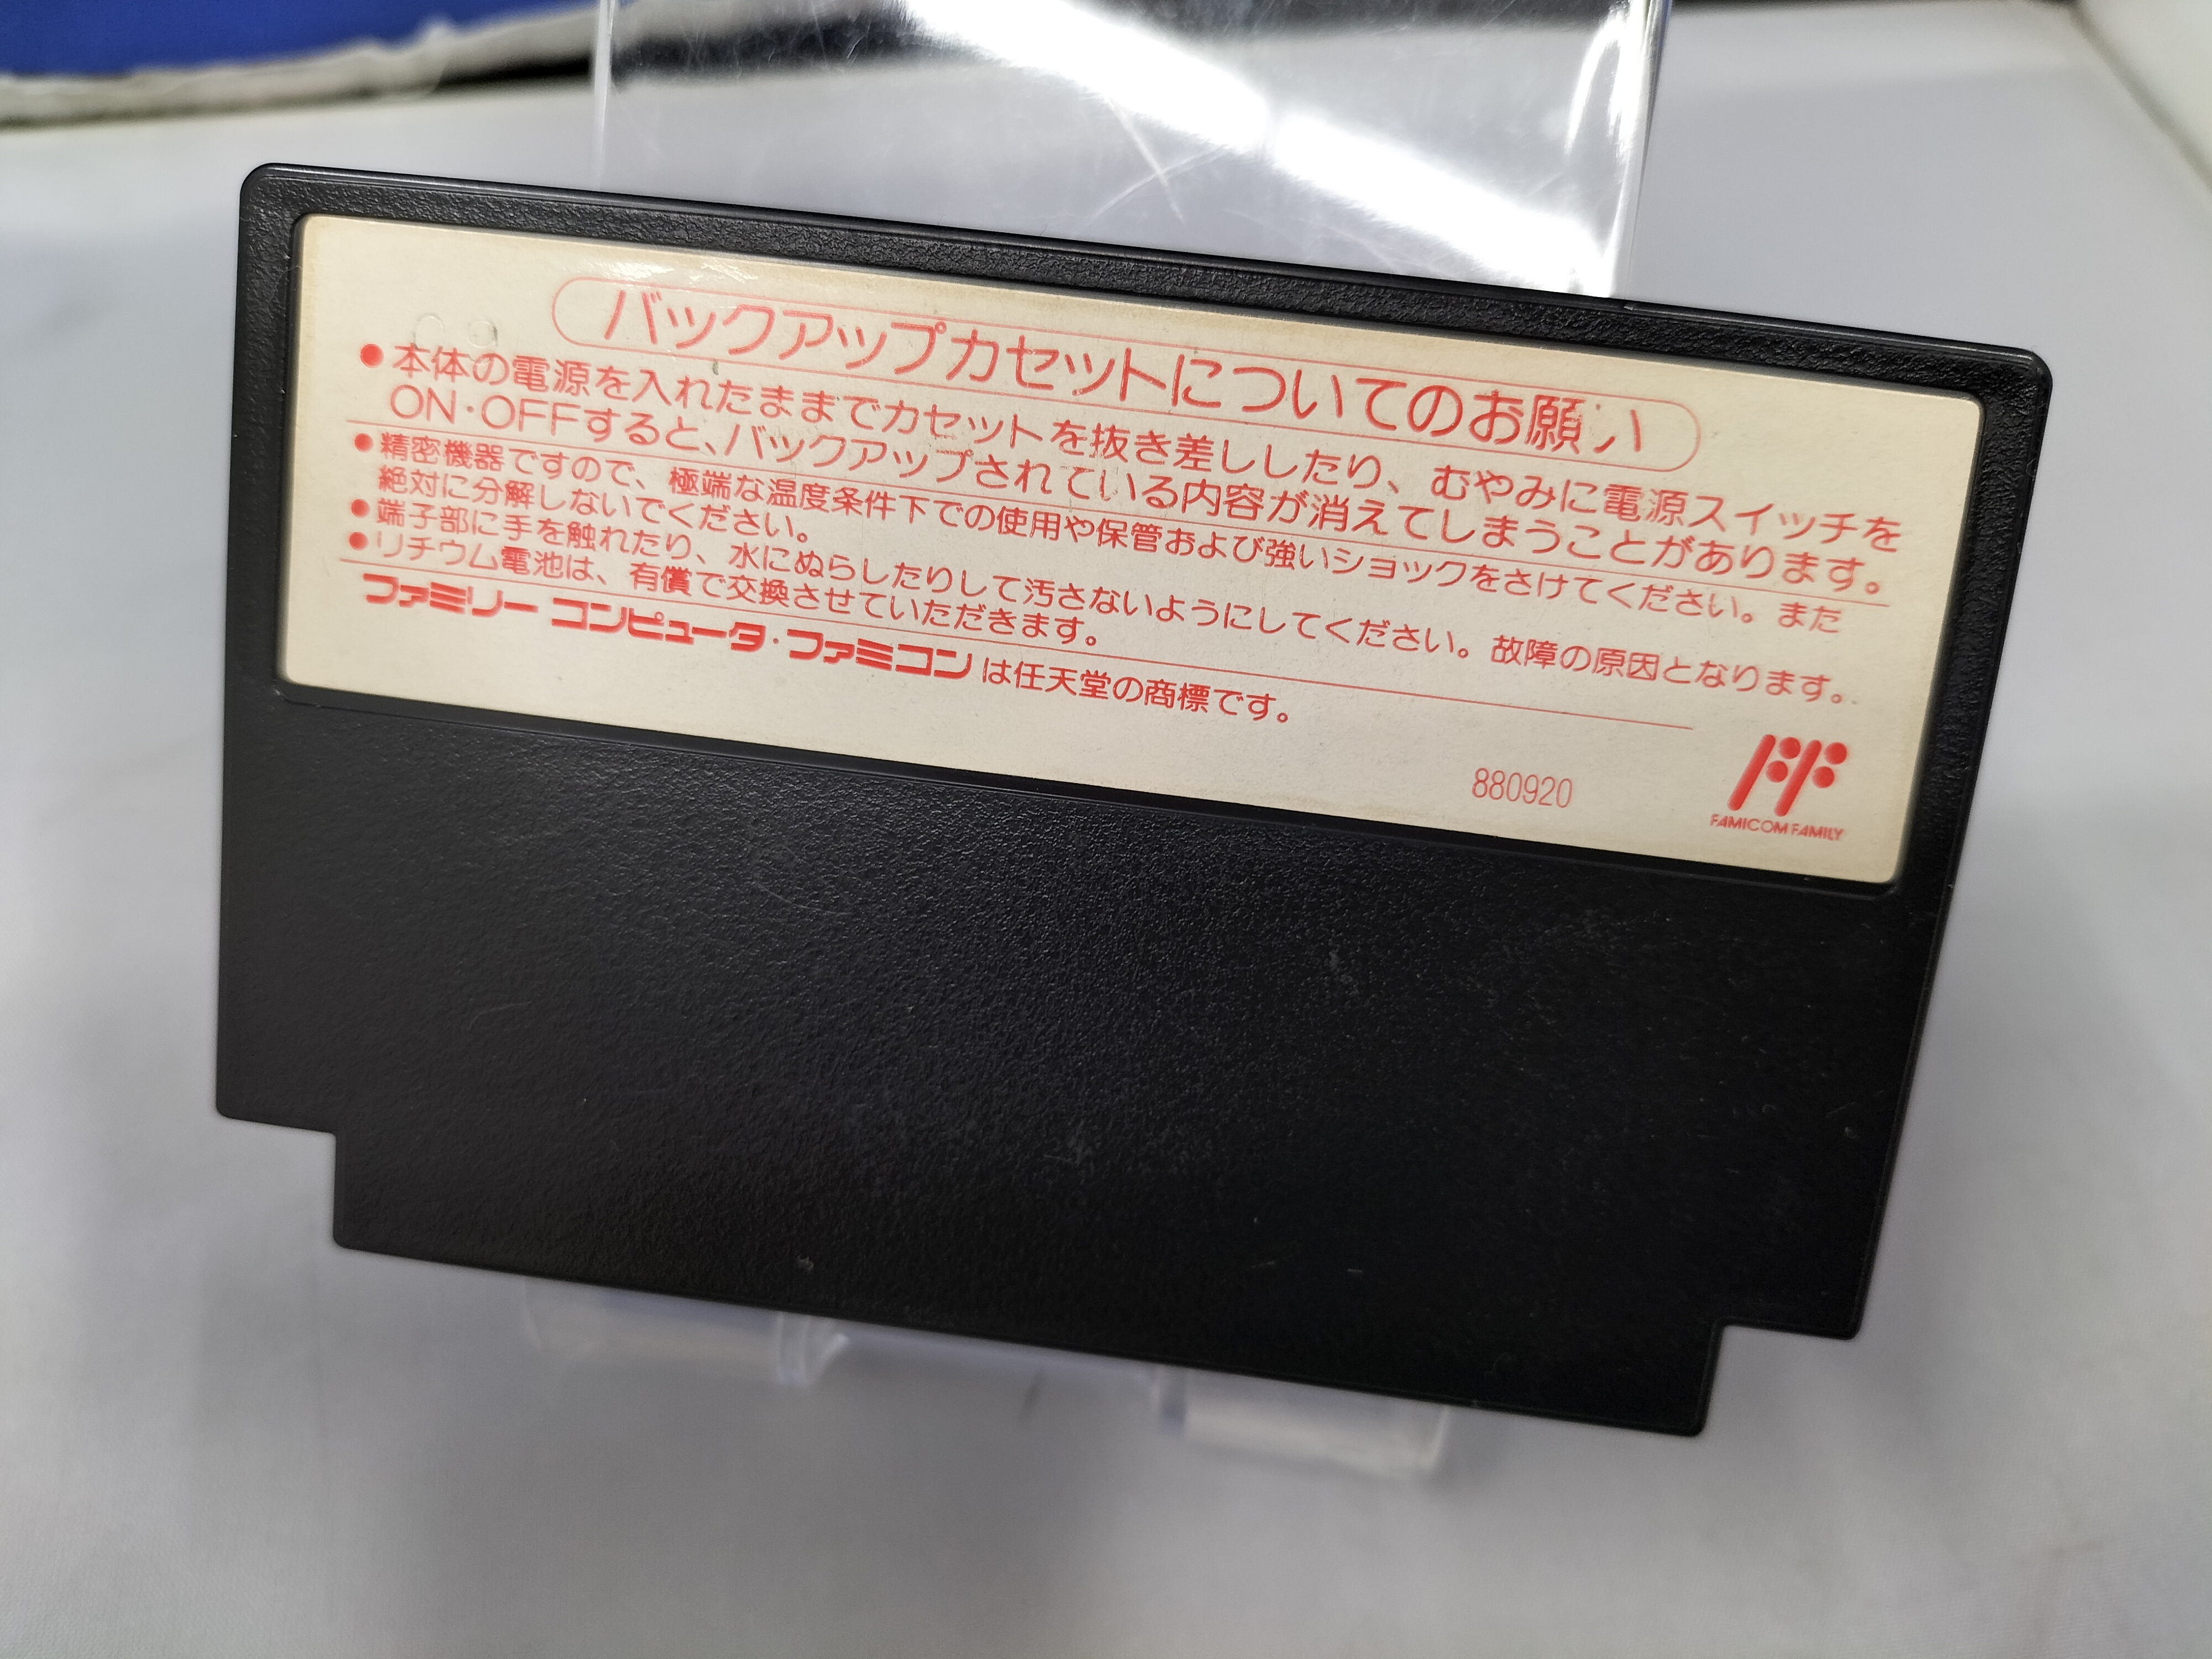 バックアップカセットについてのお願い
●本体の電源を入れたままでカセットを抜き差ししたり、むやみに電源スイッチを
ON・OFFすると、バックアップされている内容が消えてしまうことがあります。
●精密機器ですので、極端な温度条件下での使用や保管および強いショックをさけてください。また
絶対に分解しないでください。
●端子部に手を触れたり、水にぬらしたりして汚さないようにしてください。故障の原因となります。
●リチウム電池は、有償で交換させていただきます。
ファミリー コンピュータ・ファミコンは任天堂の商標です。
880920
FAMICOM FAMILY